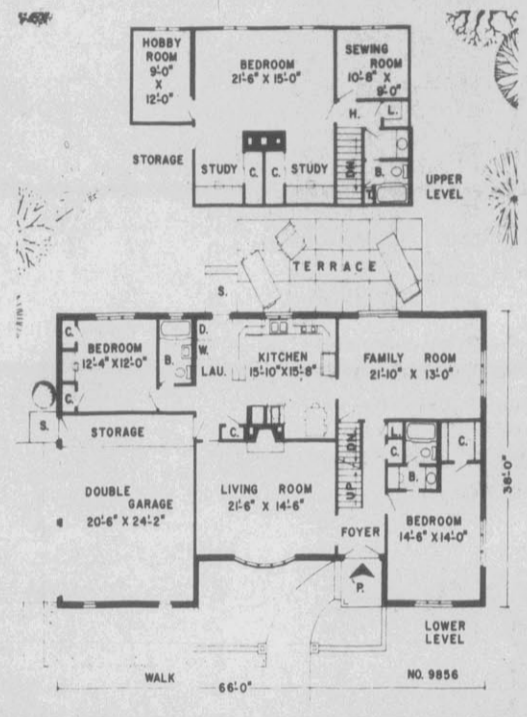 HOBBY
ROOM
9'-0"
X
12'-0"
BEDROOM
21'-6" X 15'-0"
SEWING
ROOM
10'-8" X
9'-0"
H.
L.
STORAGE
STUDY
C.
C.
STUDY
DN.
B.
UPPER
LEVEL
TERRACE
S.
C.
BEDROOM
12'-4" X 12'-0"
B.
D.
W.
LAU.
KITCHEN
15'-10" X 15'-8"
FAMILY ROOM
21'-10" X 13'-0"
C.
S.
STORAGE
C.
DN.
UP
L.
C.
C.
B.
DOUBLE
GARAGE
20'-6" X 24'-2"
LIVING ROOM
21'-6" X 14'-6"
FOYER
BEDROOM
14'-6" X 14'-0"
38'-0"
P.
LOWER
LEVEL
WALK
NO. 9856
66'-0"